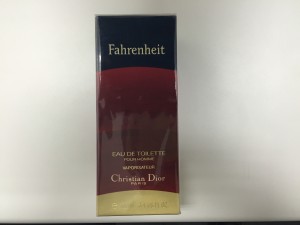 Fahrenheit
EAU DE TOILETTE
POUR HOMME
VAPORISATEUR
Christian Dior
PARIS